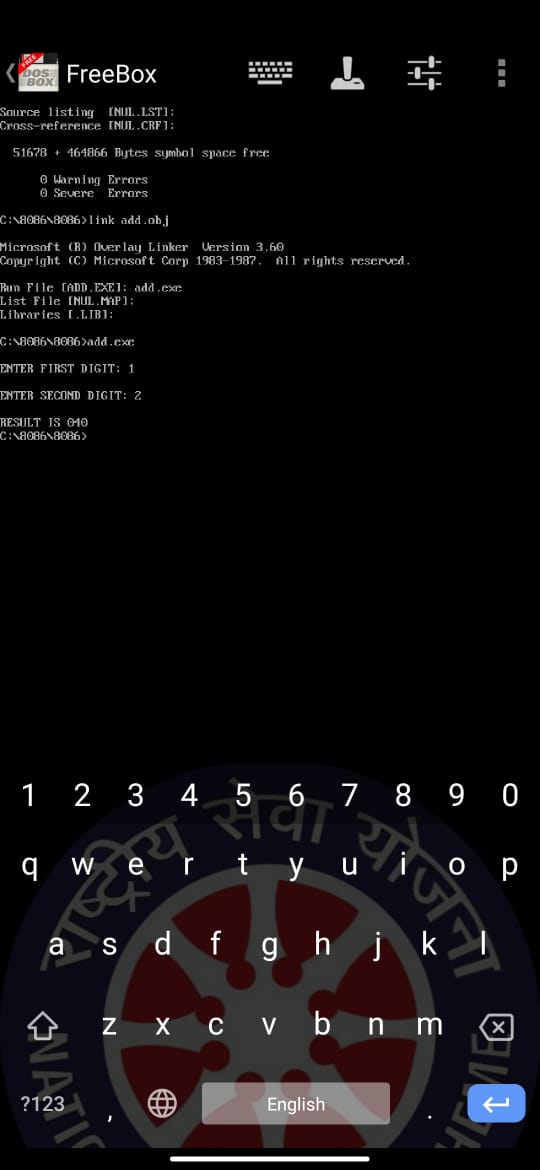 FREE
DOS
BOX
FreeBox
Source listing  [NUL.LST]:
Cross-reference [NUL.CRF]:
51678 + 464866 Bytes symbol space free
0 Warning Errors
0 Severe  Errors
C:\8086\8086>link add.obj
Microsoft (R) Overlay Linker  Version 3.60
Copyright (C) Microsoft Corp 1983-1987.  All rights reserved.
Run File [ADD.EXE]: add.exe
List File [NUL.MAP]:
Libraries [.LIB]:
C:\8086\8086>add.exe
ENTER FIRST DIGIT: 1
ENTER SECOND DIGIT: 2
RESULT IS 040
C:\8086\8086>
1 2 3 4 5 6 7 8 9 0
q w e r t y u i o p
a s d f g h j k l
z x c v b n m
?123 , English .
राष्ट्रीय सेवा योजना